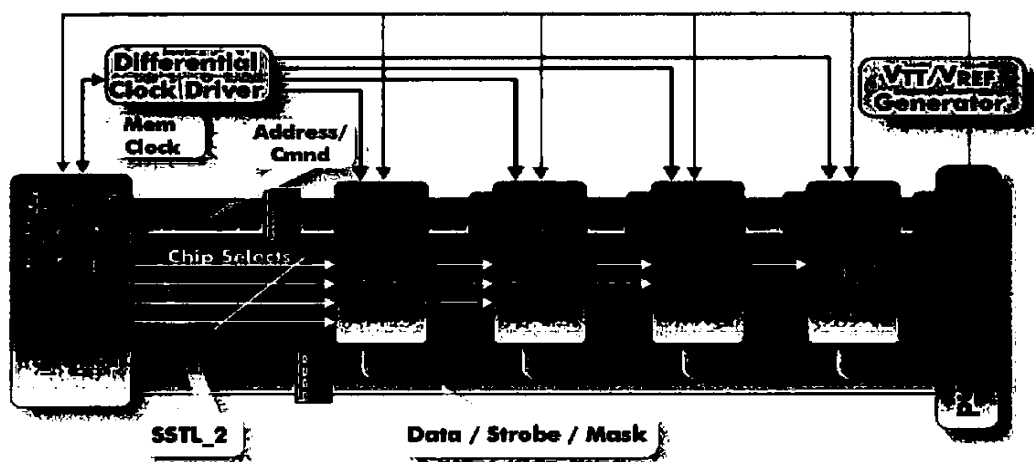 Differential
Clock Driver
VTT/VREF
Generator
Mem
Clock
Address/
Cmnd
Chip Selects
SSTL_2
Data / Strobe / Mask